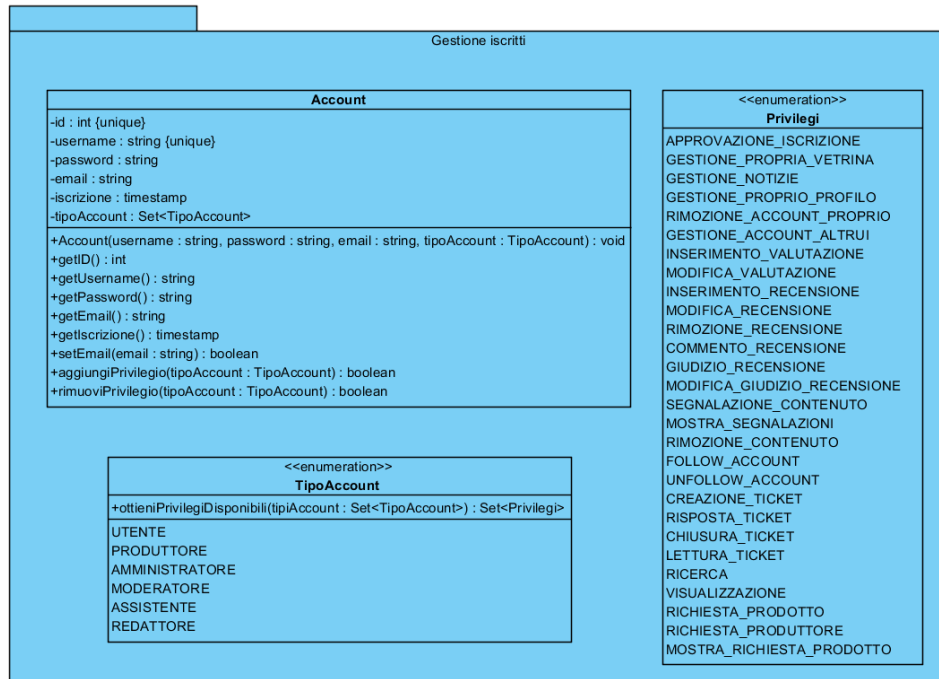 Gestione iscritti
Account
-id : int {unique}
-username : string {unique}
-password : string
-email : string
-iscrizione : timestamp
-tipoAccount : Set<TipoAccount>
+Account(username : string, password : string, email : string, tipoAccount : TipoAccount) : void
+getID() : int
+getUsername() : string
+getPassword() : string
+getEmail() : string
+getIscrizione() : timestamp
+setEmail(email : string) : boolean
+aggiungiPrivilegio(tipoAccount : TipoAccount) : boolean
+rimuoviPrivilegio(tipoAccount : TipoAccount) : boolean
<<enumeration>>
TipoAccount
+ottieniPrivilegiDisponibili(tipiAccount : Set<TipoAccount>) : Set<Privilegi>
UTENTE
PRODUTTORE
AMMINISTRATORE
MODERATORE
ASSISTENTE
REDATTORE
<<enumeration>>
Privilegi
APPROVAZIONE_ISCRIZIONE
GESTIONE_PROPRIA_VETRINA
GESTIONE_NOTIZIE
GESTIONE_PROPRIO_PROFILO
RIMOZIONE_ACCOUNT_PROPRIO
GESTIONE_ACCOUNT_ALTRUI
INSERIMENTO_VALUTAZIONE
MODIFICA_VALUTAZIONE
INSERIMENTO_RECENSIONE
MODIFICA_RECENSIONE
RIMOZIONE_RECENSIONE
COMMENTO_RECENSIONE
GIUDIZIO_RECENSIONE
MODIFICA_GIUDIZIO_RECENSIONE
SEGNALAZIONE_CONTENUTO
MOSTRA_SEGNALAZIONI
RIMOZIONE_CONTENUTO
FOLLOW_ACCOUNT
UNFOLLOW_ACCOUNT
CREAZIONE_TICKET
RISPOSTA_TICKET
CHIUSURA_TICKET
LETTURA_TICKET
RICERCA
VISUALIZZAZIONE
RICHIESTA_PRODOTTO
RICHIESTA_PRODUTTORE
MOSTRA_RICHIESTA_PRODOTTO